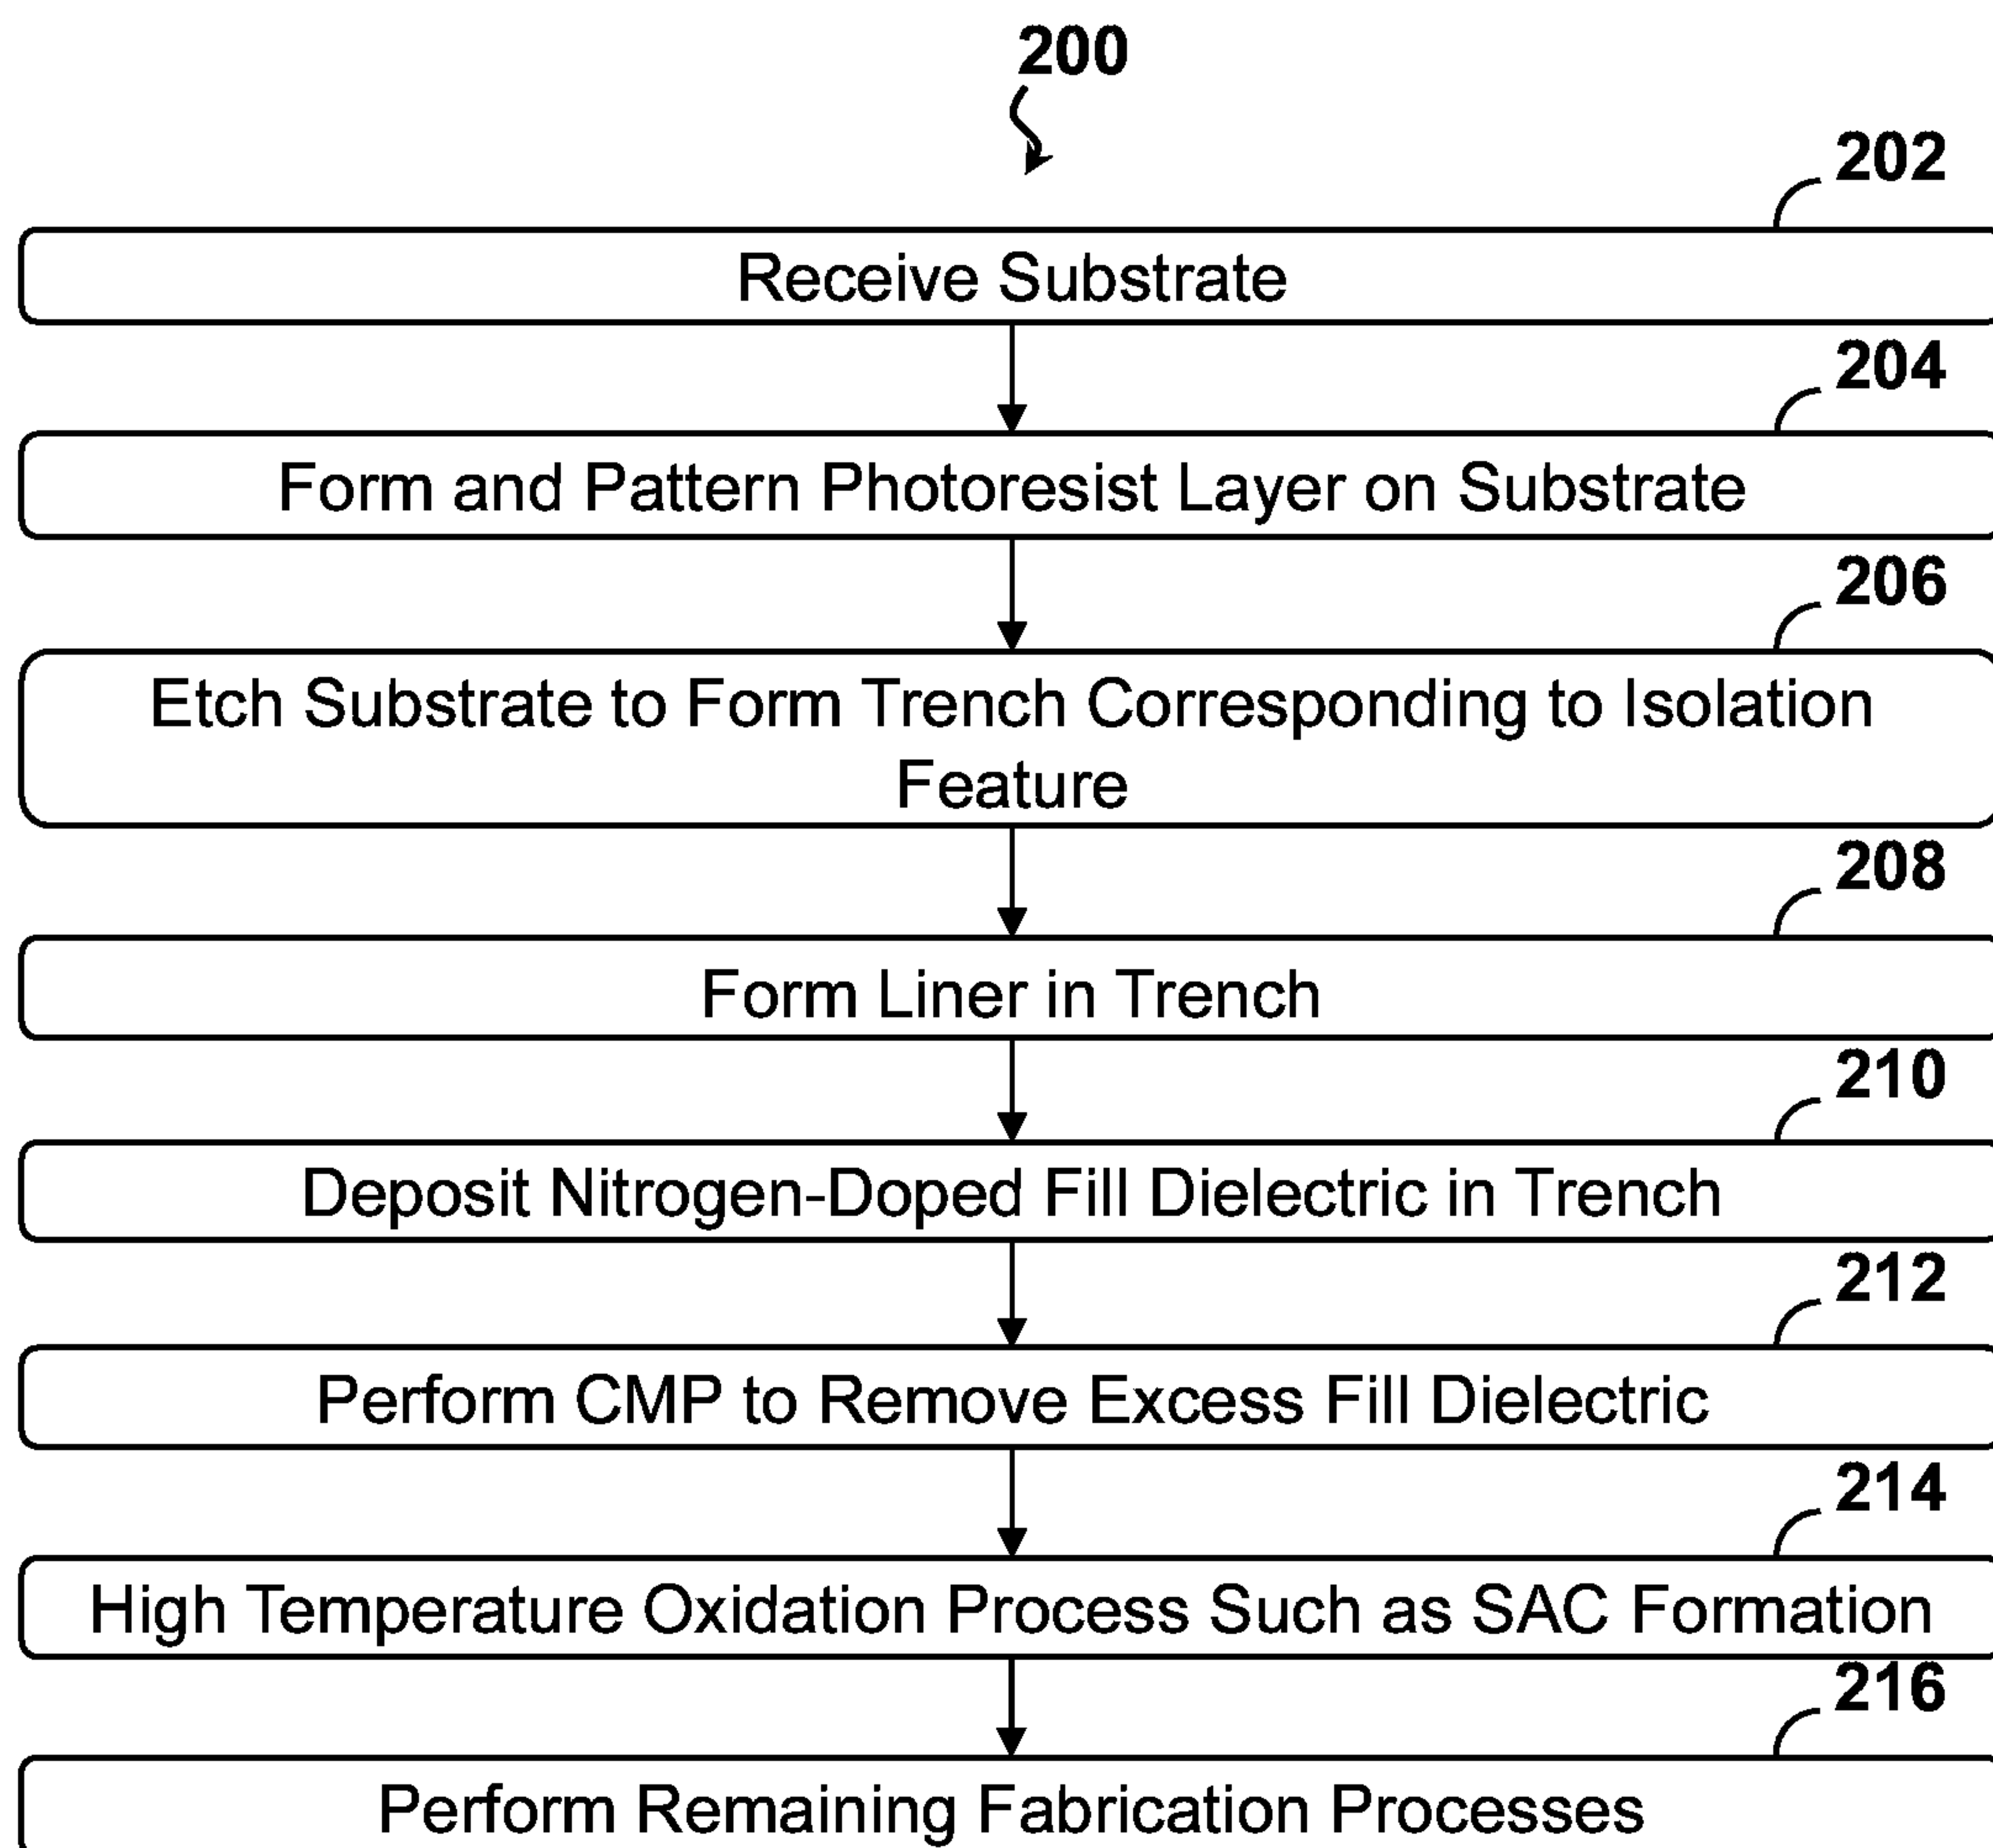 200
202
Receive Substrate
204
Form and Pattern Photoresist Layer on Substrate
206
Etch Substrate to Form Trench Corresponding to Isolation
Feature
208
Form Liner in Trench
210
Deposit Nitrogen-Doped Fill Dielectric in Trench
212
Perform CMP to Remove Excess Fill Dielectric
214
High Temperature Oxidation Process Such as SAC Formation
216
Perform Remaining Fabrication Processes